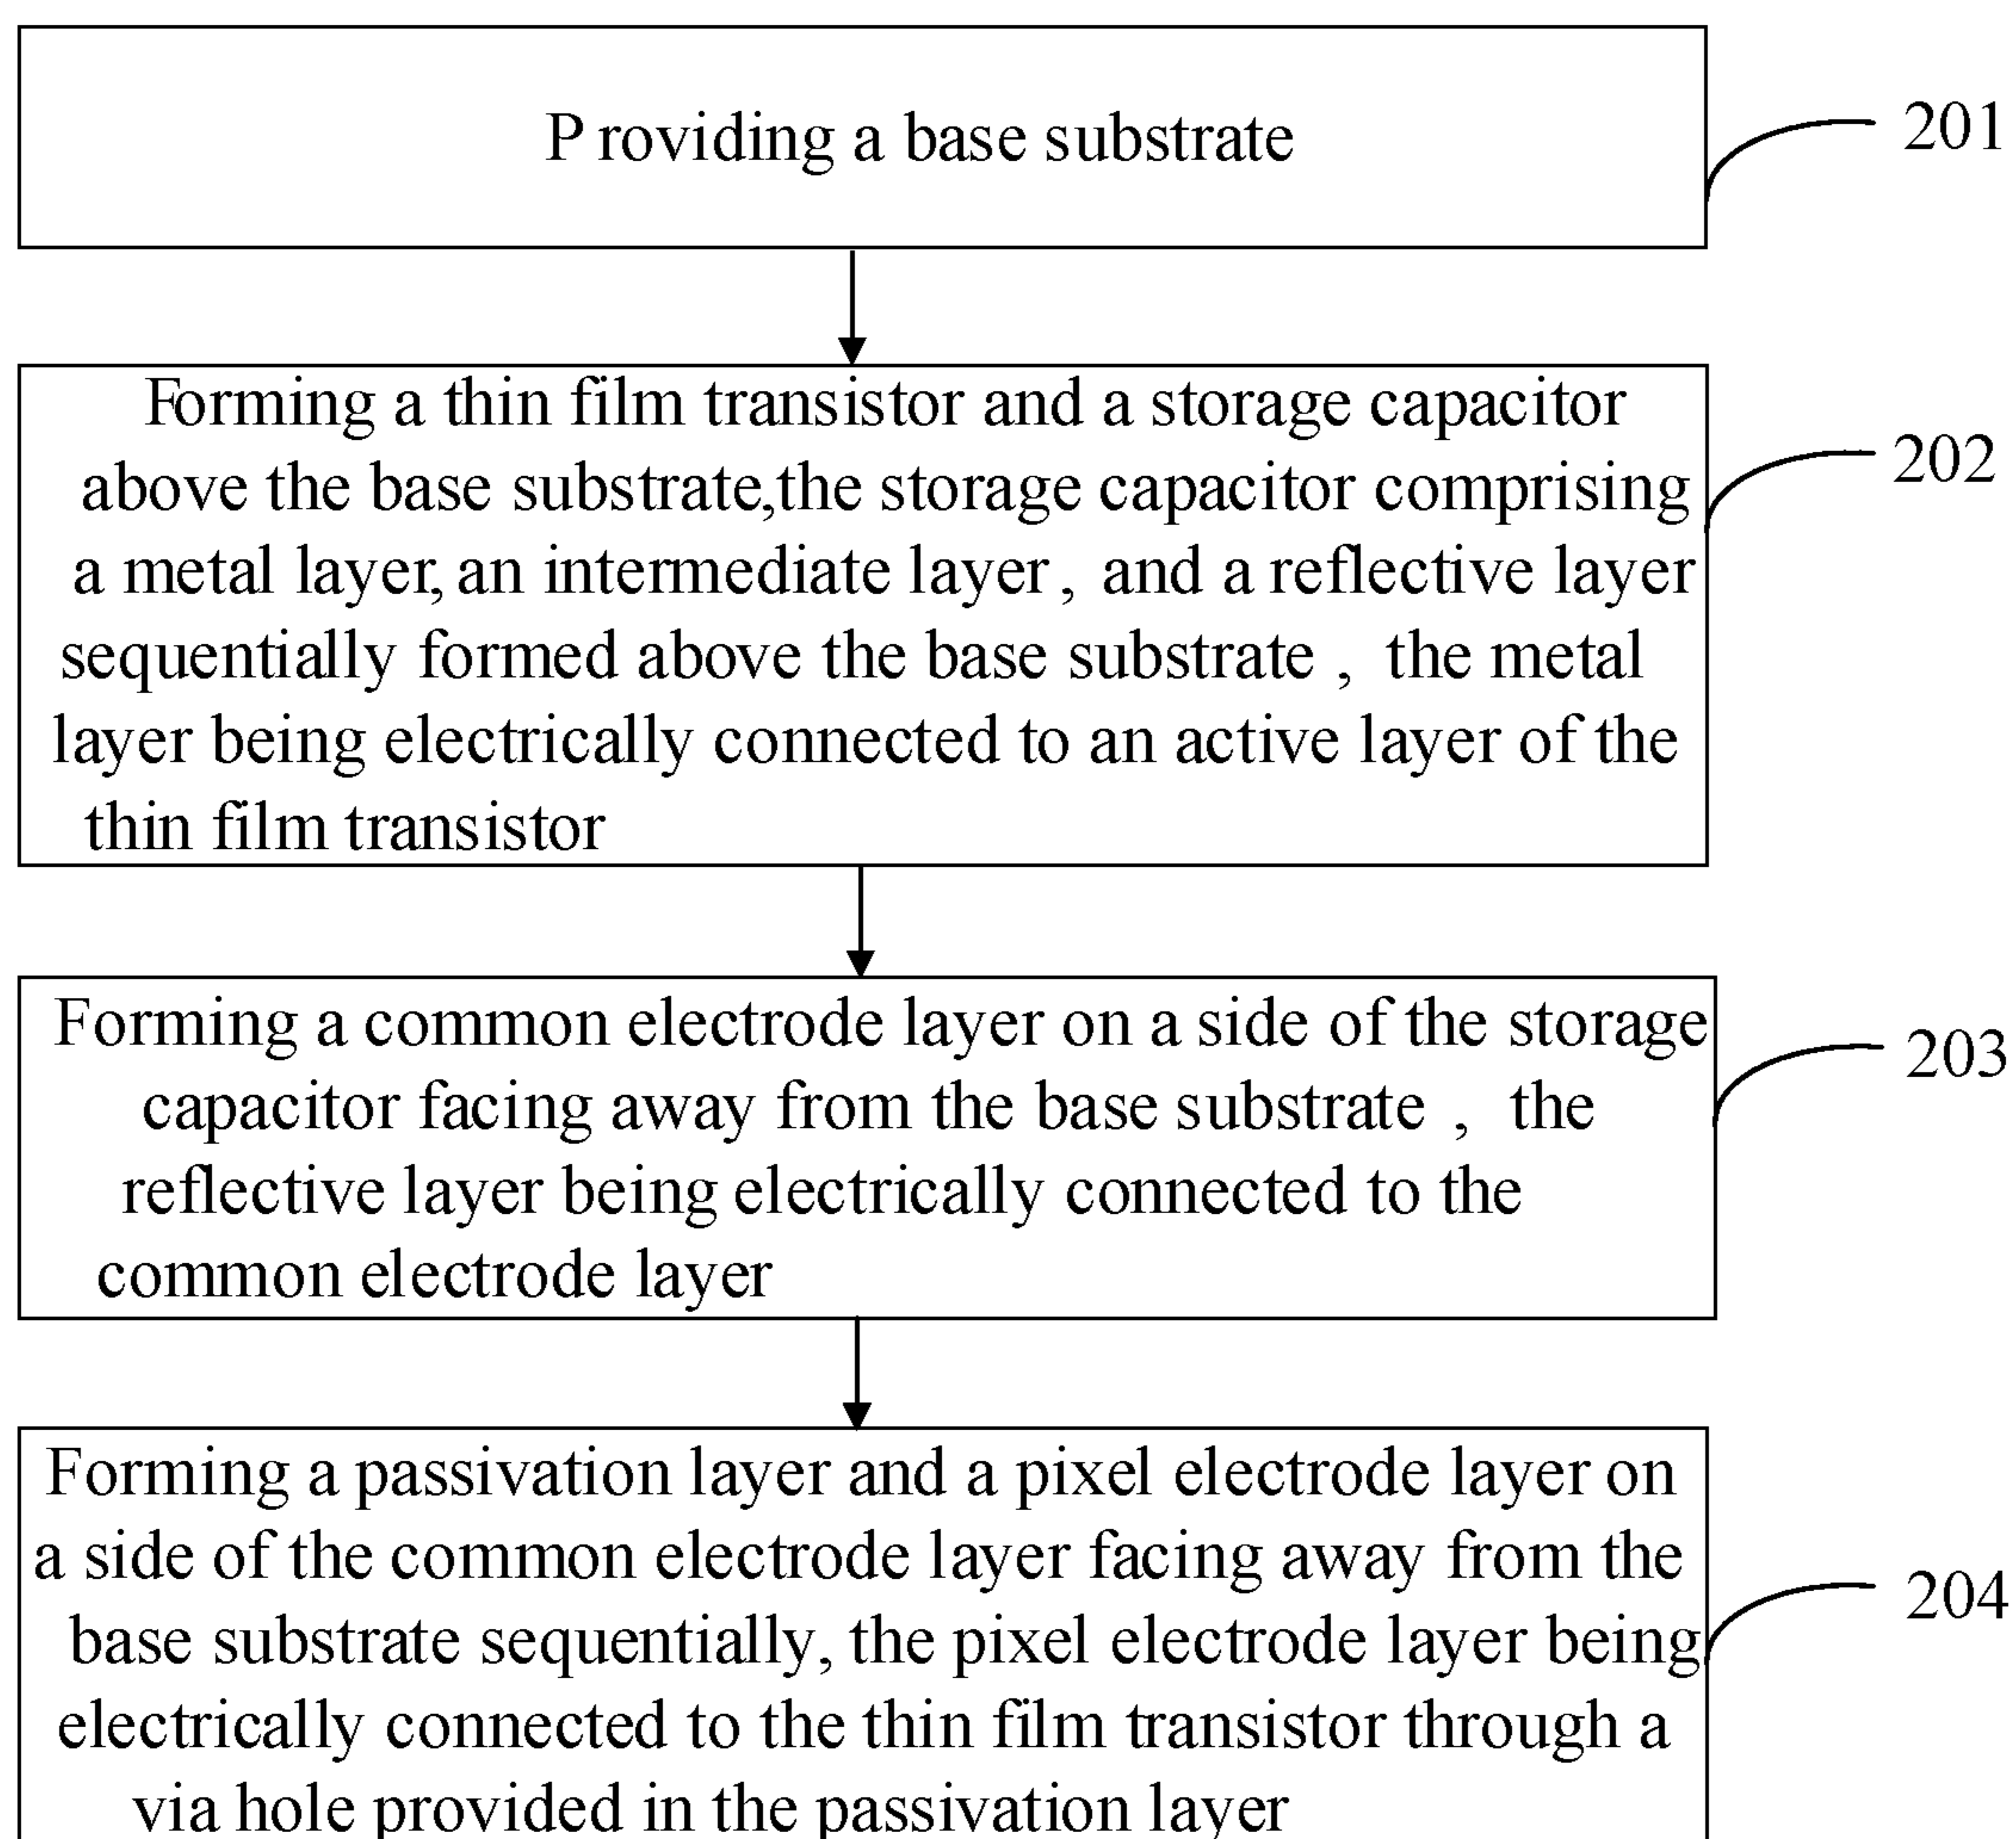 P roviding a base substrate
201
Forming a thin film transistor and a storage capacitor
above the base substrate,the storage capacitor comprising
a metal layer, an intermediate layer , and a reflective layer
sequentially formed above the base substrate , the metal
layer being electrically connected to an active layer of the
thin film transistor
202
Forming a common electrode layer on a side of the storage
capacitor facing away from the base substrate , the
reflective layer being electrically connected to the
common electrode layer
203
Forming a passivation layer and a pixel electrode layer on
a side of the common electrode layer facing away from the
base substrate sequentially, the pixel electrode layer being
electrically connected to the thin film transistor through a
via hole provided in the passivation layer
204